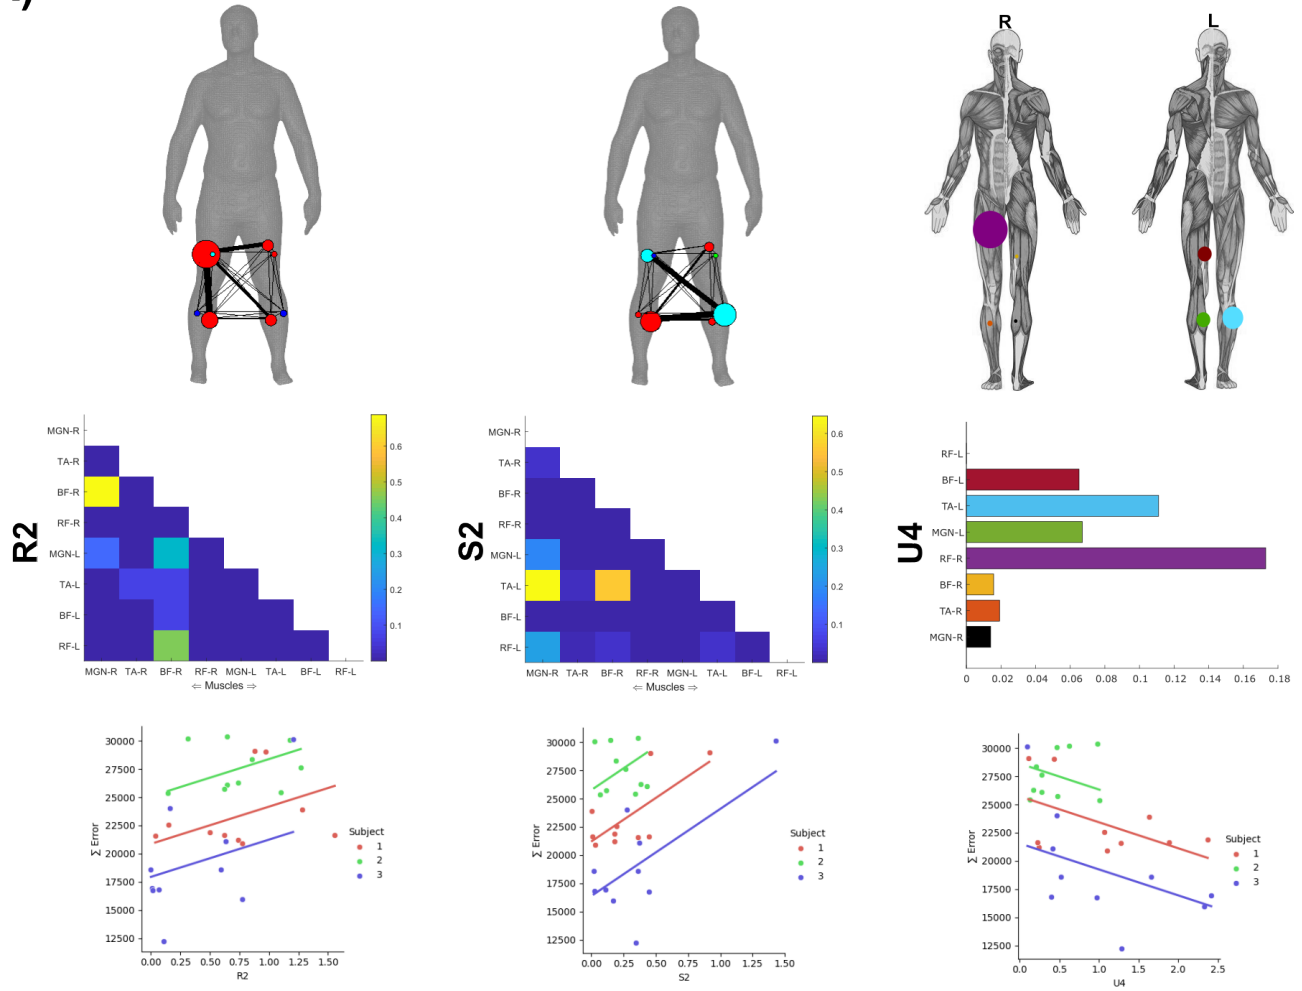 R L
R2
MGN-R
TA-R
BF-R
RF-R
MGN-L
TA-L
BF-L
RF-L
MGN-R TA-R BF-R RF-R MGN-L TA-L BF-L RF-L
⇐ Muscles ⇒
0.6
0.5
0.4
0.3
0.2
0.1
S2
MGN-R
TA-R
BF-R
RF-R
MGN-L
TA-L
BF-L
RF-L
MGN-R TA-R BF-R RF-R MGN-L TA-L BF-L RF-L
⇐ Muscles ⇒
0.6
0.5
0.4
0.3
0.2
0.1
U4
RF-L
BF-L
TA-L
MGN-L
RF-R
BF-R
TA-R
MGN-R
0 0.02 0.04 0.06 0.08 0.1 0.12 0.14 0.16 0.18
30000
27500
25000
22500
20000
17500
15000
12500
Σ Error
0.00 0.25 0.50 0.75 1.00 1.25 1.50
R2
Subject
1
2
3
30000
27500
25000
22500
20000
17500
15000
12500
Σ Error
0.00 0.25 0.50 0.75 1.00 1.25 1.50
S2
Subject
1
2
3
30000
27500
25000
22500
20000
17500
15000
12500
Σ Error
0.0 0.5 1.0 1.5 2.0 2.5
U4
Subject
1
2
3